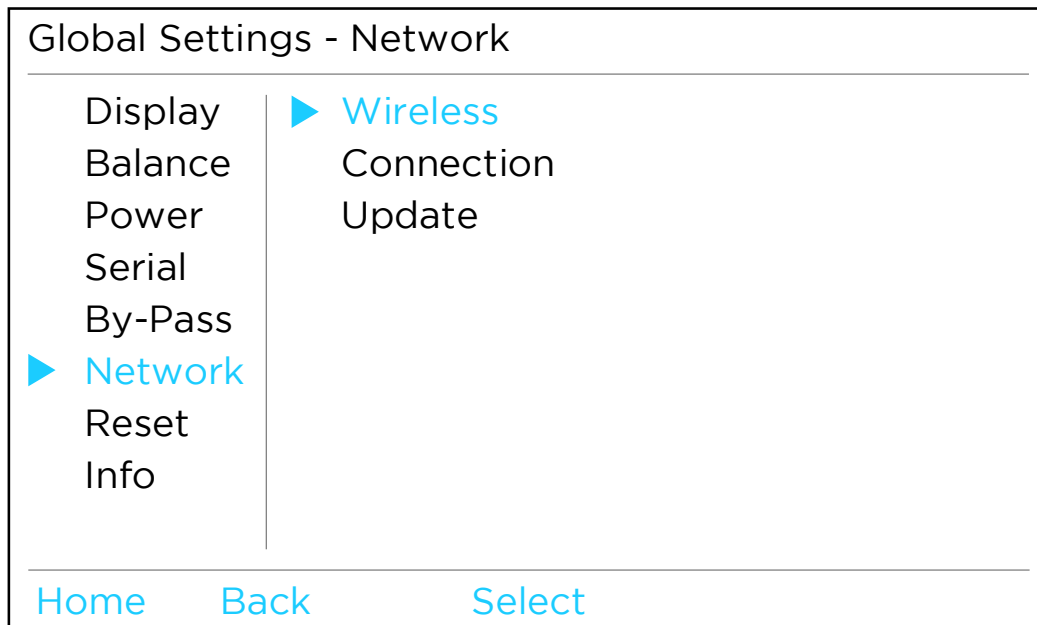 Global Settings - Network
Display
Balance
Power
Serial
By-Pass
Network
Reset
Info
Wireless
Connection
Update
Home Back Select